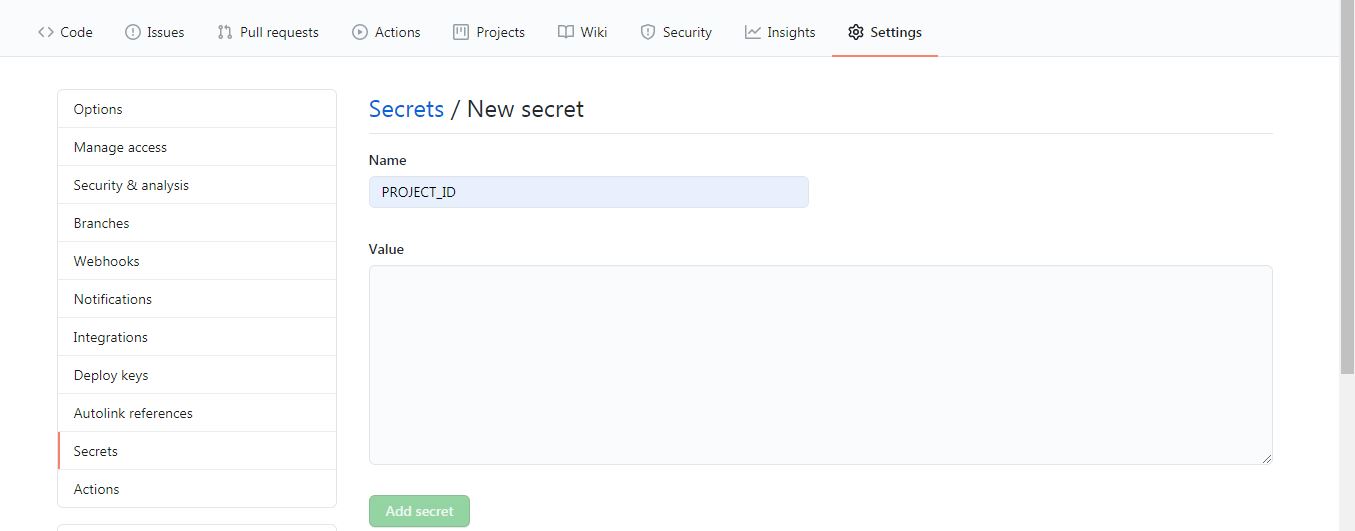 Code Issues Pull requests Actions Projects Wiki Security Insights Settings
Options
Manage access
Security & analysis
Branches
Webhooks
Notifications
Integrations
Deploy keys
Autolink references
Secrets
Actions
Secrets / New secret
Name
PROJECT_ID
Value
Add secret